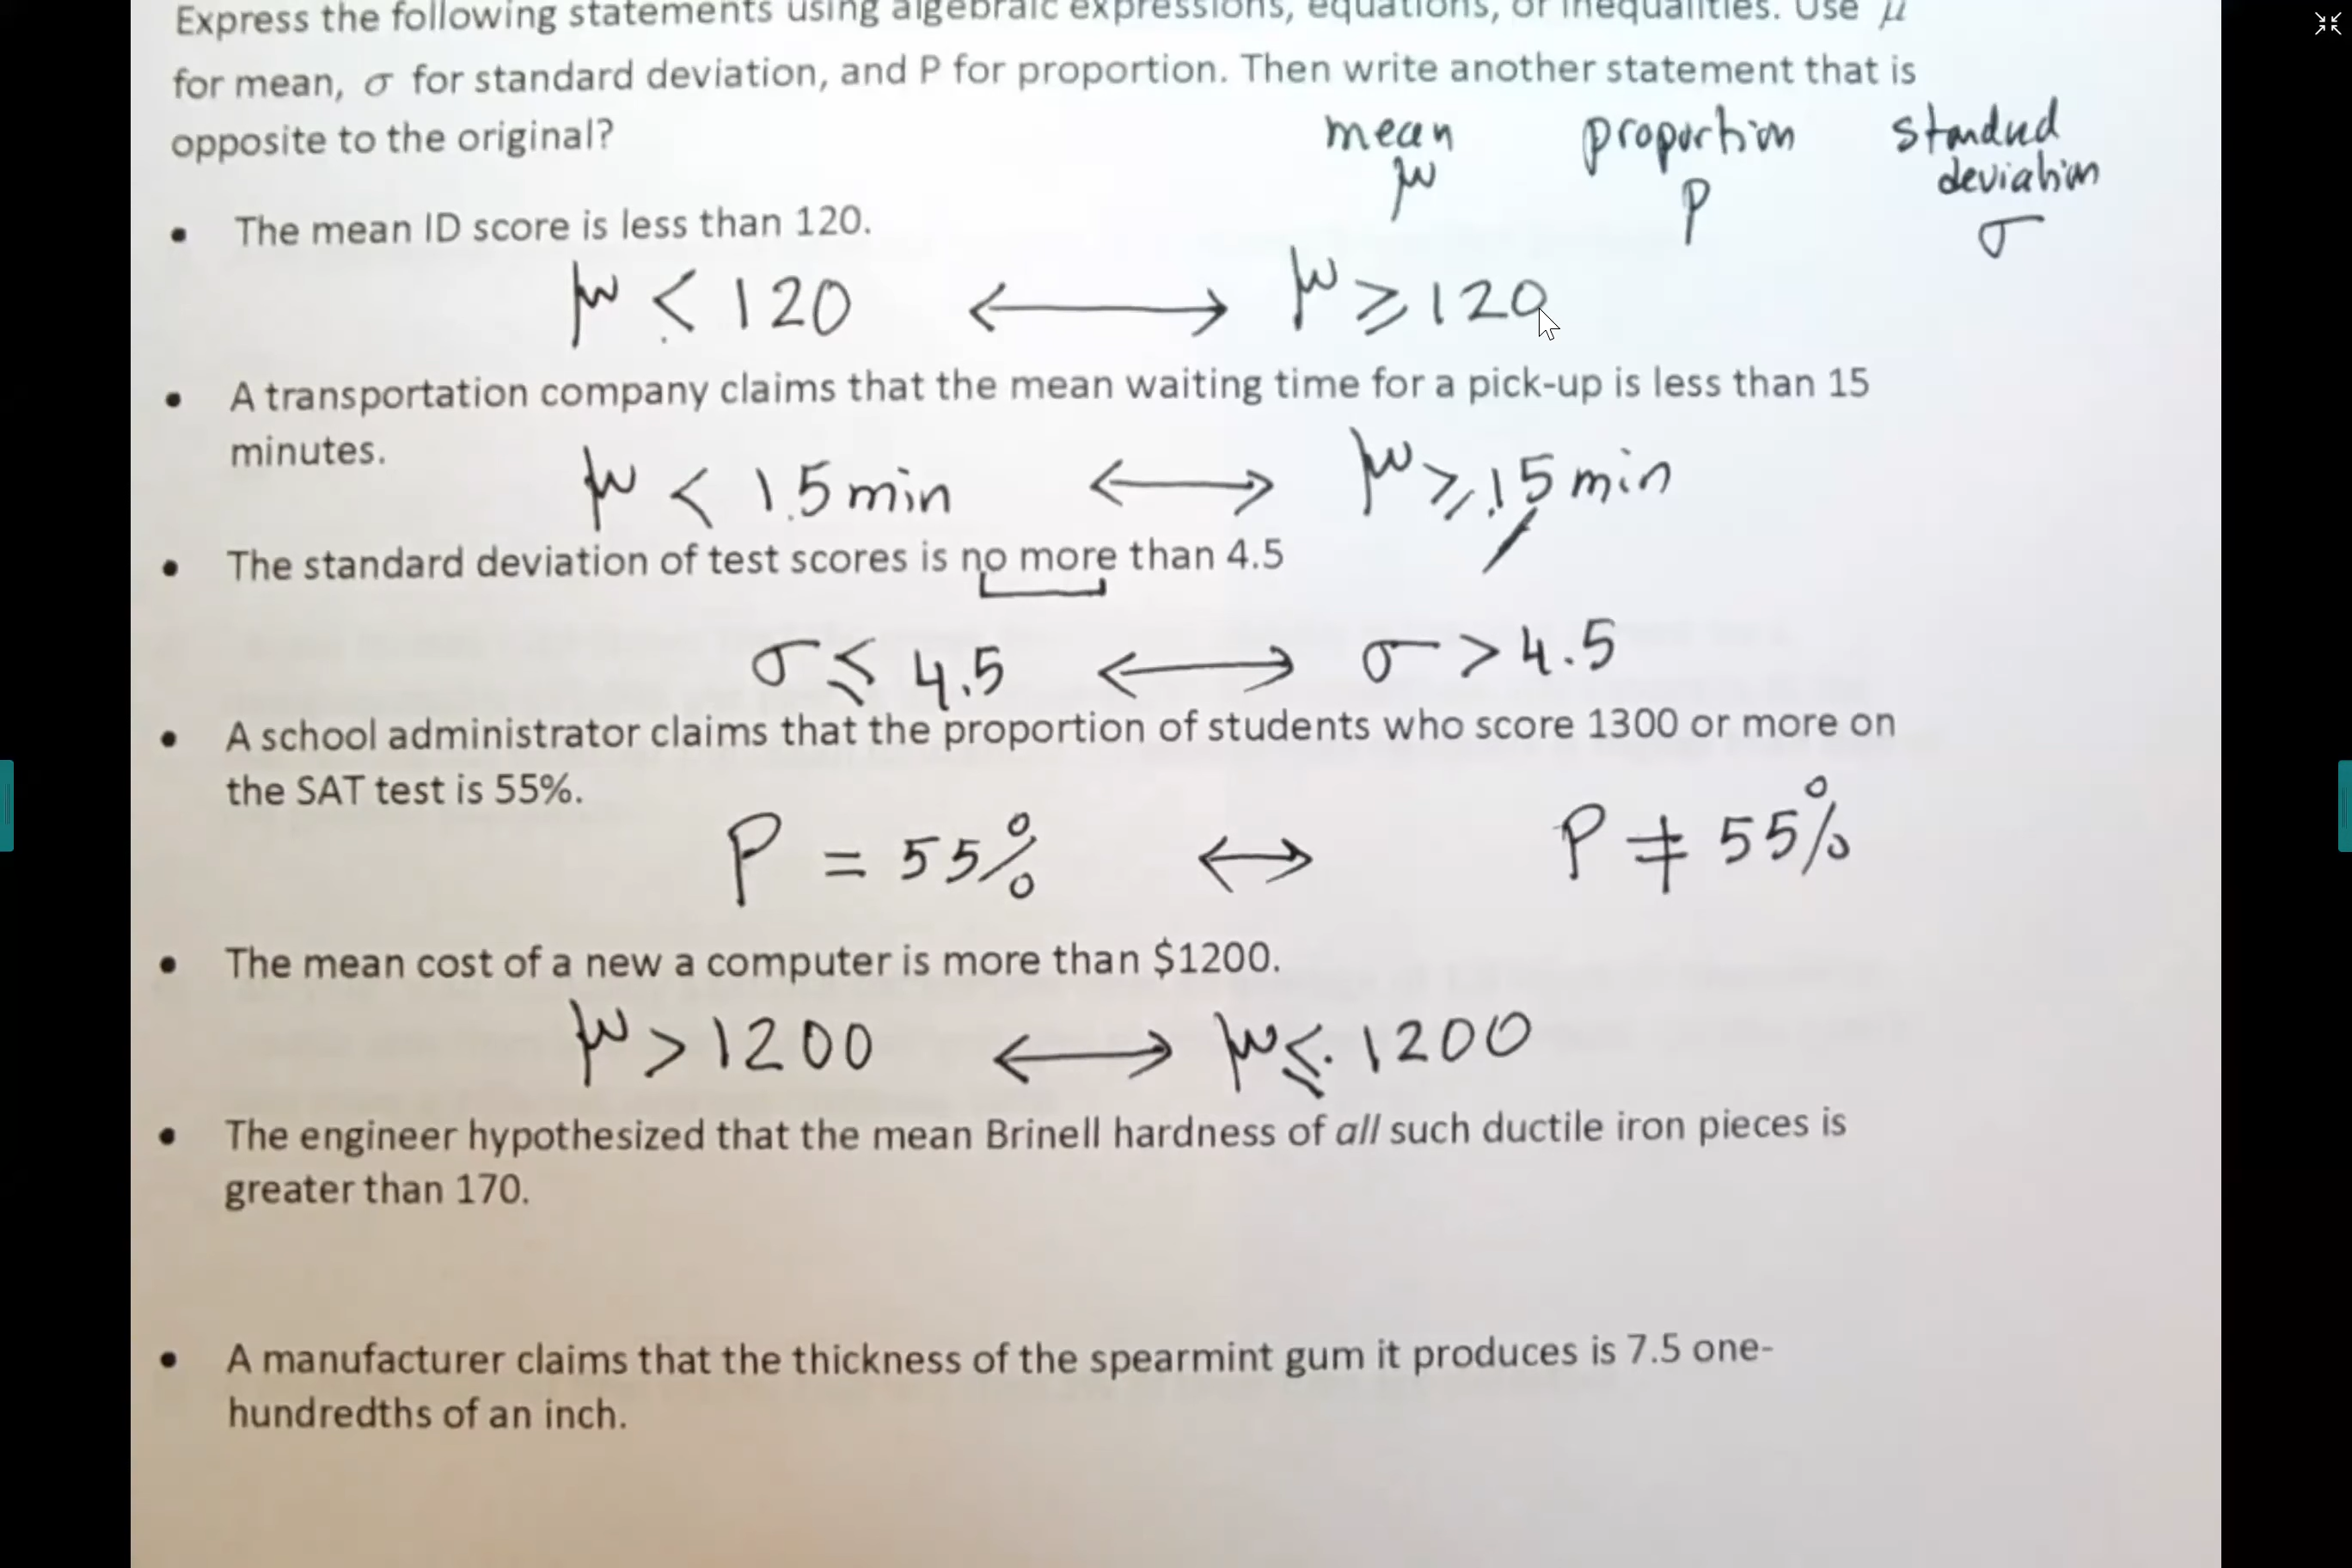 Express the following statements using algebraic expressions, equations, or inequalities. Use μ
for mean, σ for standard deviation, and P for proportion. Then write another statement that is
opposite to the original?
mean proportion standud
μ P deviation
σ
• The mean ID score is less than 120.
μ < 120 ⟷ μ ≥ 120
• A transportation company claims that the mean waiting time for a pick-up is less than 15
minutes.
μ < 15 min ⟷ μ ≥ 15 min
• The standard deviation of test scores is no more than 4.5
σ ≤ 4.5 ⟷ σ > 4.5
• A school administrator claims that the proportion of students who score 1300 or more on
the SAT test is 55%.
P = 55% ⟷ P ≠ 55%
• The mean cost of a new a computer is more than $1200.
μ > 1200 ⟷ μ ≤ 1200
• The engineer hypothesized that the mean Brinell hardness of all such ductile iron pieces is
greater than 170.
• A manufacturer claims that the thickness of the spearmint gum it produces is 7.5 one-
hundredths of an inch.